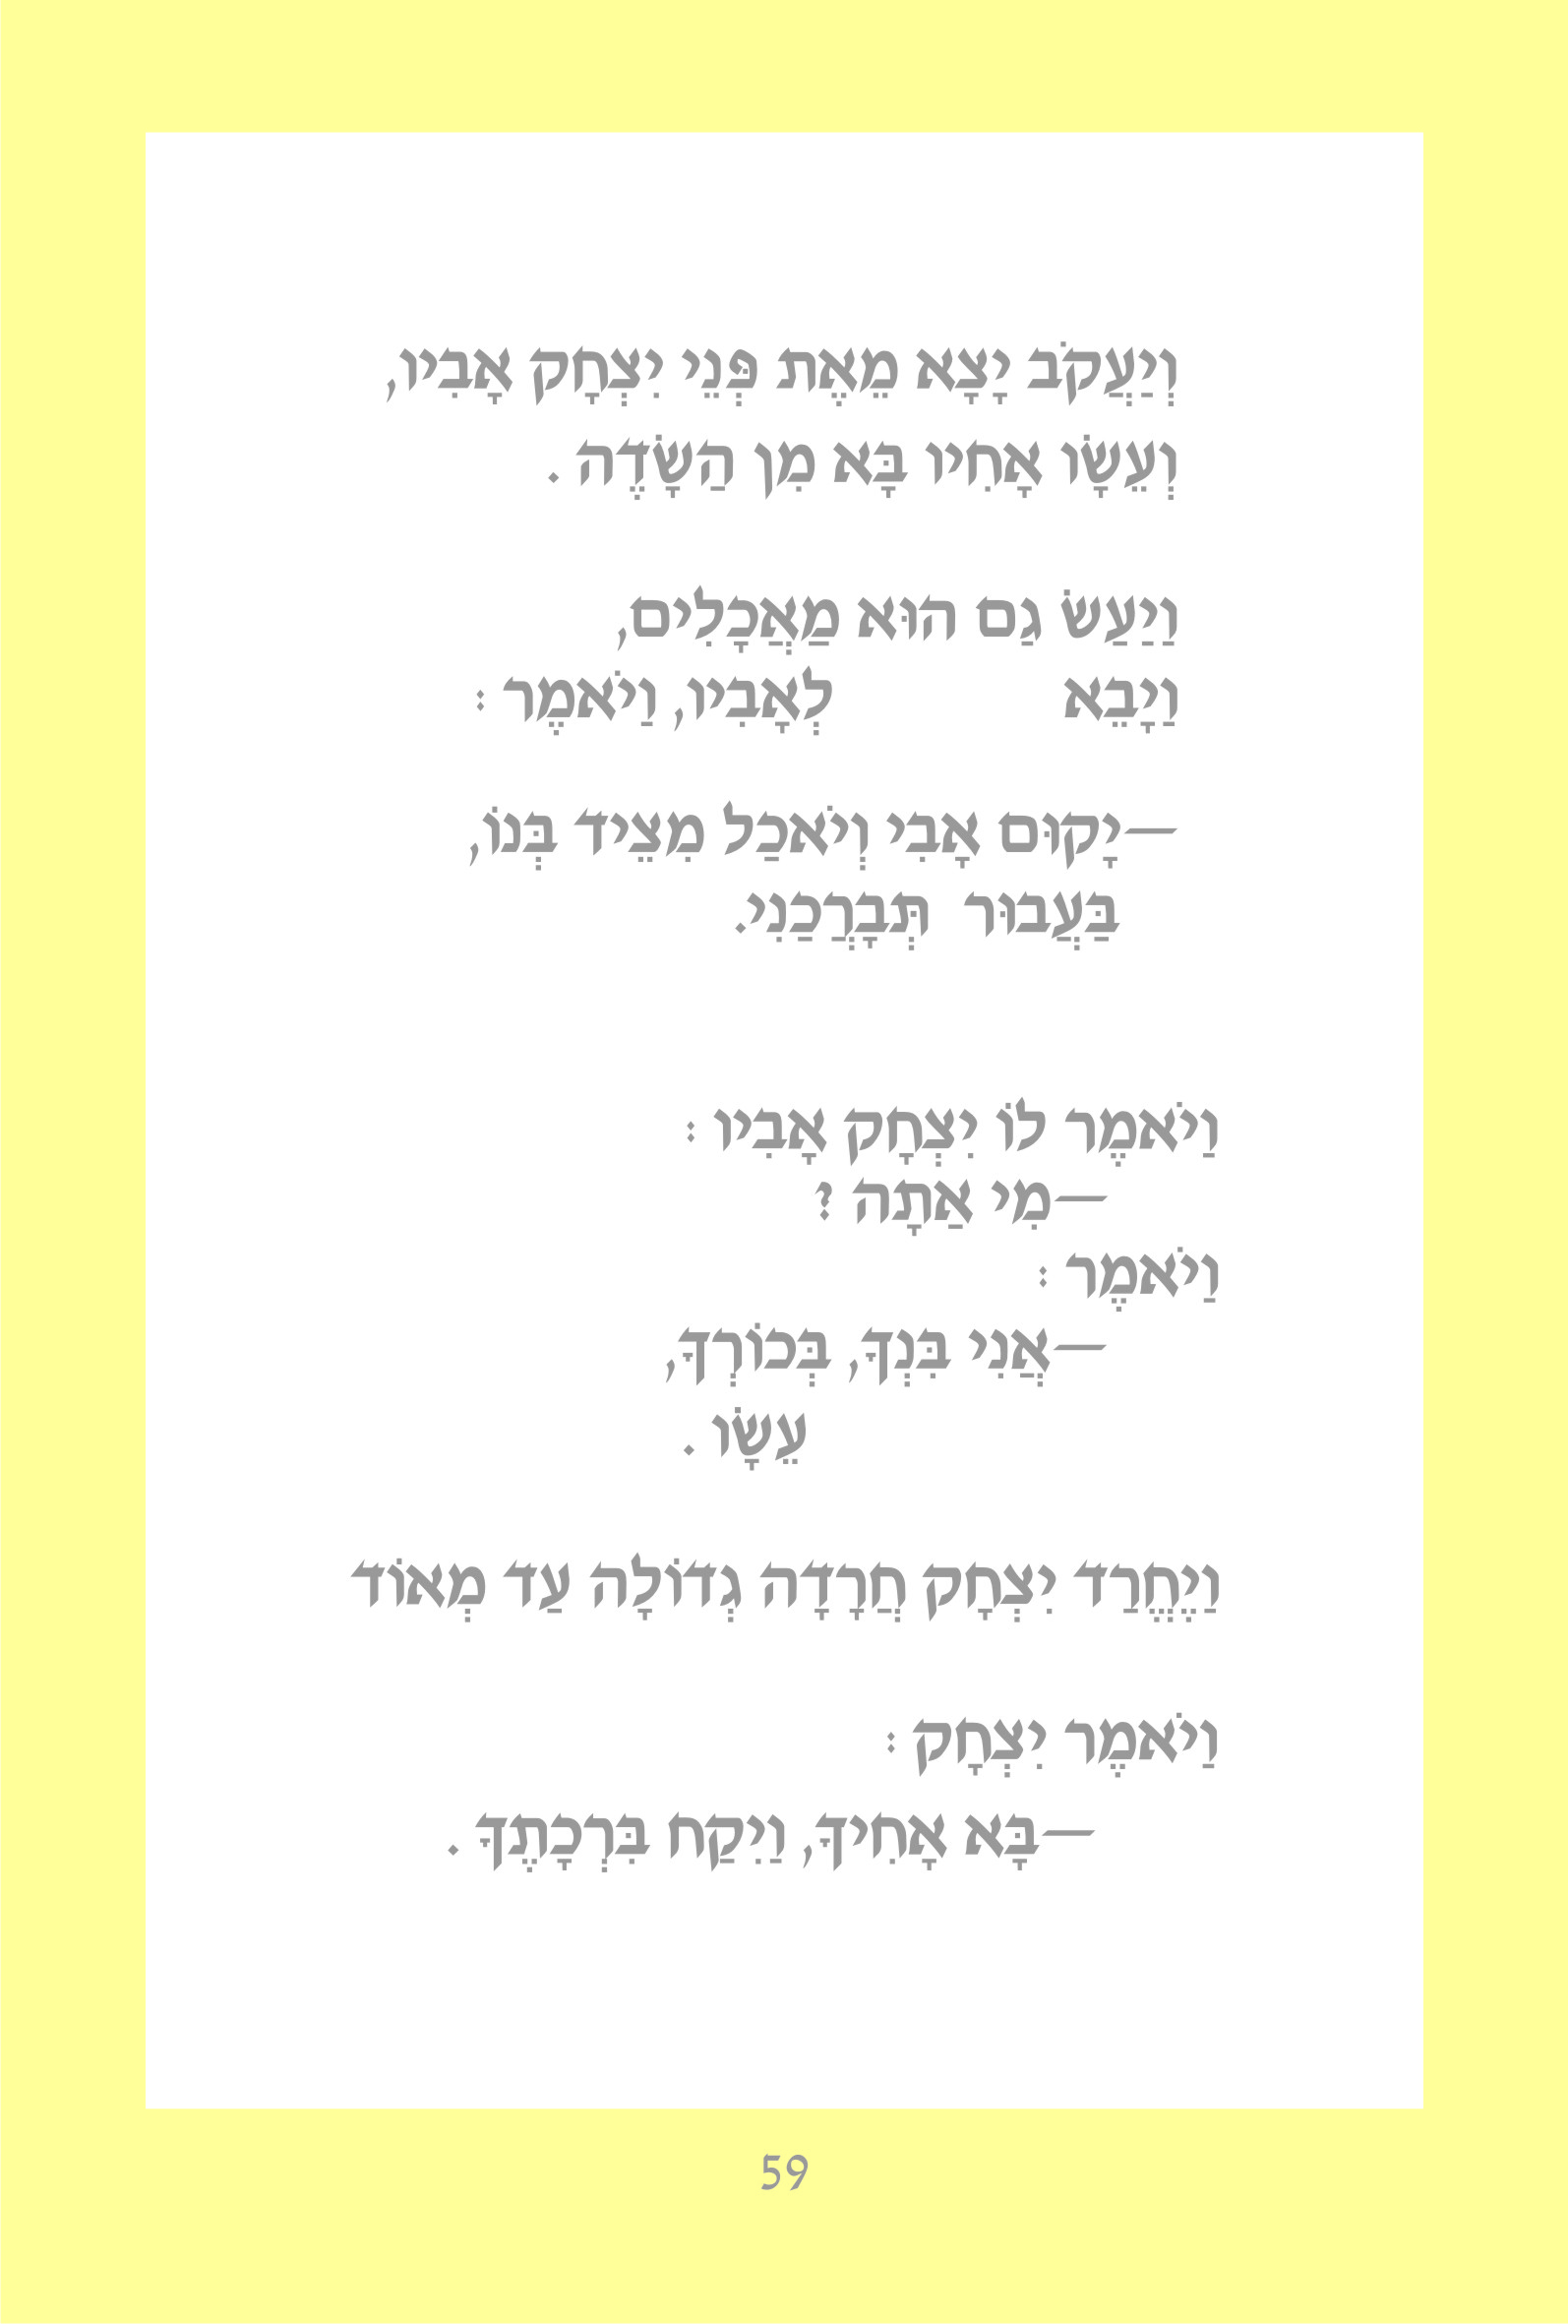 וְיַעֲקֹב יָצָא מֵאֶת פְּנֵי יִצְחָק אָבִיו,
וְעֵשָׂו אָחִיו בָּא מִן הַשָּׂדֶה .
וַיַעַשׂ גַם הוּא מַאֲכָלִים,
וַיָבֵא לְאָבִיו, וַיֹאמֶר :
—יָקוּם אָבִי וְיֹאכַל מִצֵיד בְּנוֹ,
בַּעֲבוּר תְּבָרֲכַנִי.
וַיֹאמֶר לוֹ יִצְחָק אָבִיו :
—מִי אַתָה ?
וַיֹאמֶר :
—אֲנִי בִּנְךָ, בְּכוֹרְךָ,
עֵשָׂו .
וַיֶחֱרַד יִצְחָק חֲרָדָה גְדוֹלָה עַד מְאוֹד
וַיֹאמֶר יִצְחָק :
—בָּא אָחִיךָ, וַיִקַח בִּרְכָתֶךָ .
59